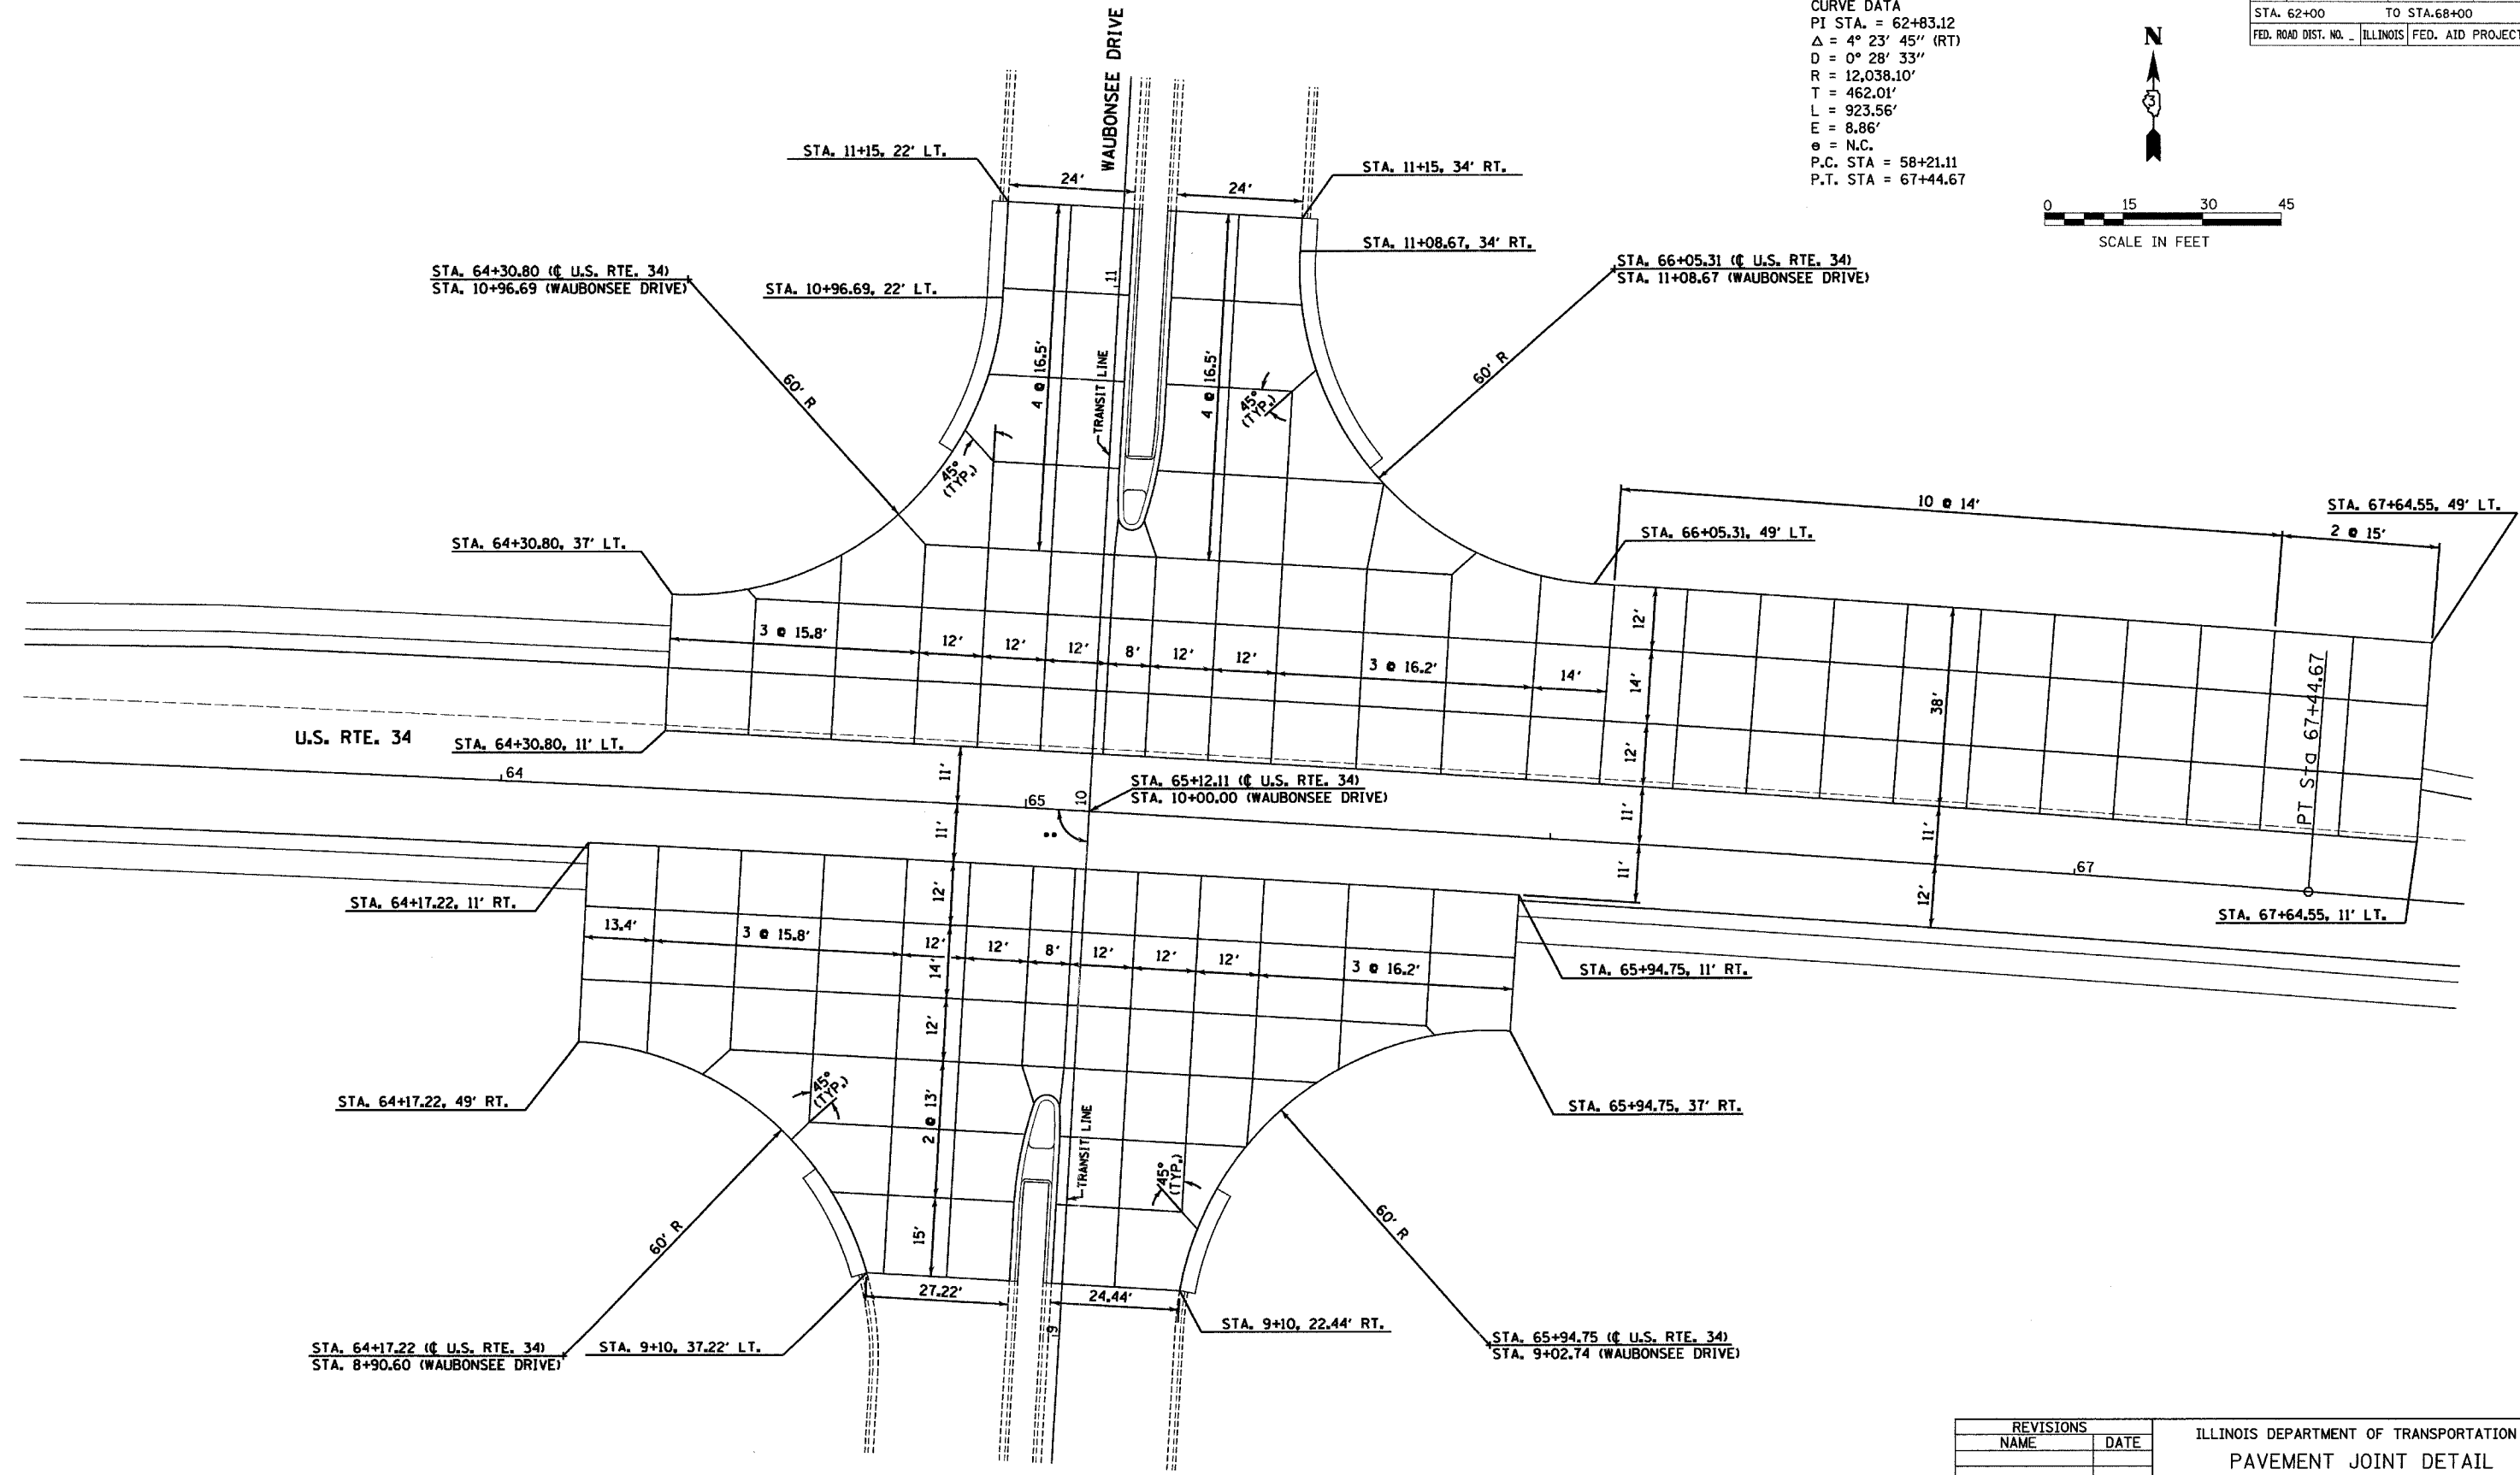 CURVE DATA
PI STA. = 62+83.12
Δ = 4° 23' 45" (RT)
D = 0° 28' 33"
R = 12,038.10'
T = 462.01'
L = 923.56'
E = 8.86'
e = N.C.
P.C. STA = 58+21.11
P.T. STA = 67+44.67
STA. 62+00 TO STA.68+00
FED. ROAD DIST. NO. _ ILLINOIS FED. AID PROJECT
N
3
0 15 30 45
SCALE IN FEET
WAUBONSEE DRIVE
STA. 11+15, 22' LT.
24'
24'
STA. 11+15, 34' RT.
STA. 11+08.67, 34' RT.
STA. 64+30.80 (℄ U.S. RTE. 34)
STA. 10+96.69 (WAUBONSEE DRIVE)
STA. 10+96.69, 22' LT.
11
STA. 66+05.31 (℄ U.S. RTE. 34)
STA. 11+08.67 (WAUBONSEE DRIVE)
60' R
4 @ 16.5'
TRANSIT LINE
4 @ 16.5'
45°
(TYP.)
60' R
45°
(TYP.)
10 @ 14'
STA. 67+64.55, 49' LT.
2 @ 15'
STA. 64+30.80, 37' LT.
STA. 66+05.31, 49' LT.
3 @ 15.8'
12'
12'
12'
8'
12'
12'
3 @ 16.2'
14'
12'
14'
12'
38'
PT Sta 67+44.67
U.S. RTE. 34
STA. 64+30.80, 11' LT.
64
11'
65
10
STA. 65+12.11 (℄ U.S. RTE. 34)
STA. 10+00.00 (WAUBONSEE DRIVE)
11'
**
11'
11'
11'
12'
67
STA. 64+17.22, 11' RT.
STA. 67+64.55, 11' LT.
13.4'
3 @ 15.8'
12'
12'
14'
12'
8'
12'
12'
12'
3 @ 16.2'
STA. 65+94.75, 11' RT.
12'
STA. 64+17.22, 49' RT.
45°
(TYP.)
2 @ 13'
TRANSIT LINE
STA. 65+94.75, 37' RT.
45°
(TYP.)
60' R
15'
60' R
27.22'
24.44'
9
STA. 9+10, 22.44' RT.
STA. 64+17.22 (℄ U.S. RTE. 34)
STA. 8+90.60 (WAUBONSEE DRIVE)
STA. 9+10, 37.22' LT.
STA. 65+94.75 (℄ U.S. RTE. 34)
STA. 9+02.74 (WAUBONSEE DRIVE)
REVISIONS
NAME DATE
ILLINOIS DEPARTMENT OF TRANSPORTATION
PAVEMENT JOINT DETAIL